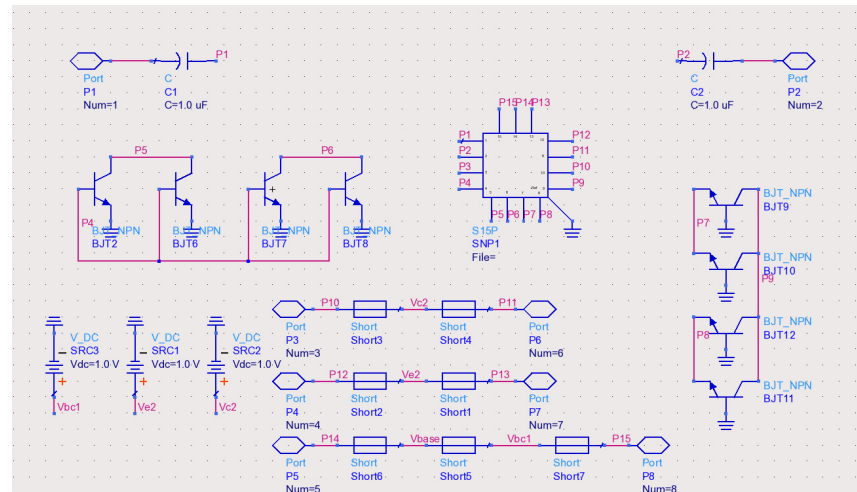 P1
Port
P1
Num=1
C
C1
C=1.0 uF
P2
C
C2
C=1.0 uF
Port
P2
Num=2
P15
P14
P13
P1
P2
P3
P4
P12
P11
P10
P9
P5
P6
P7
P8
S15P
SNP1
File=
P5
P6
P4
BJT_NPN
BJT2
BJT_NPN
BJT6
BJT_NPN
BJT7
BJT_NPN
BJT8
P7
BJT_NPN
BJT9
BJT_NPN
BJT10
P9
P8
BJT_NPN
BJT12
BJT_NPN
BJT11
V_DC
SRC3
Vdc=1.0 V
Vbc1
V_DC
SRC1
Vdc=1.0 V
Ve2
V_DC
SRC2
Vdc=1.0 V
Vc2
P10
Vc2
P11
Port
P3
Num=3
Short
Short3
Short
Short4
Port
P6
Num=6
P12
Ve2
P13
Port
P4
Num=4
Short
Short2
Short
Short1
Port
P7
Num=7
P14
Vbase
Vbc1
P15
Port
P5
Num=5
Short
Short6
Short
Short5
Short
Short7
Port
P8
Num=8